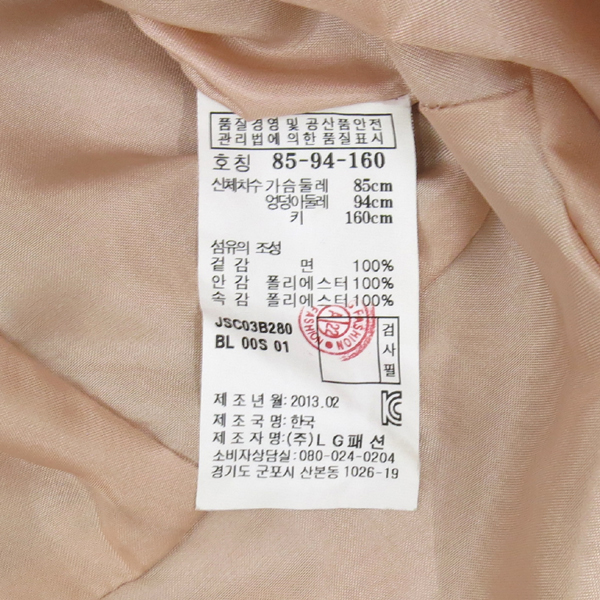 품질경영 및 공산품안전
관리법에 의한 품질표시
호칭 85-94-160
신체치수 가슴둘레 85cm
엉덩이둘레 94cm
키 160cm
섬유의 조성
겉감 면 100%
안감 폴리에스터 100%
속감 폴리에스터 100%
JSC03B280
BL 00S 01
FASHION
FASHION
검사필
제조년월: 2013.02
제조국명: 한국
제조자명: (주)LG패션
소비자상담실: 080-024-0204
경기도 군포시 산본동 1026-19